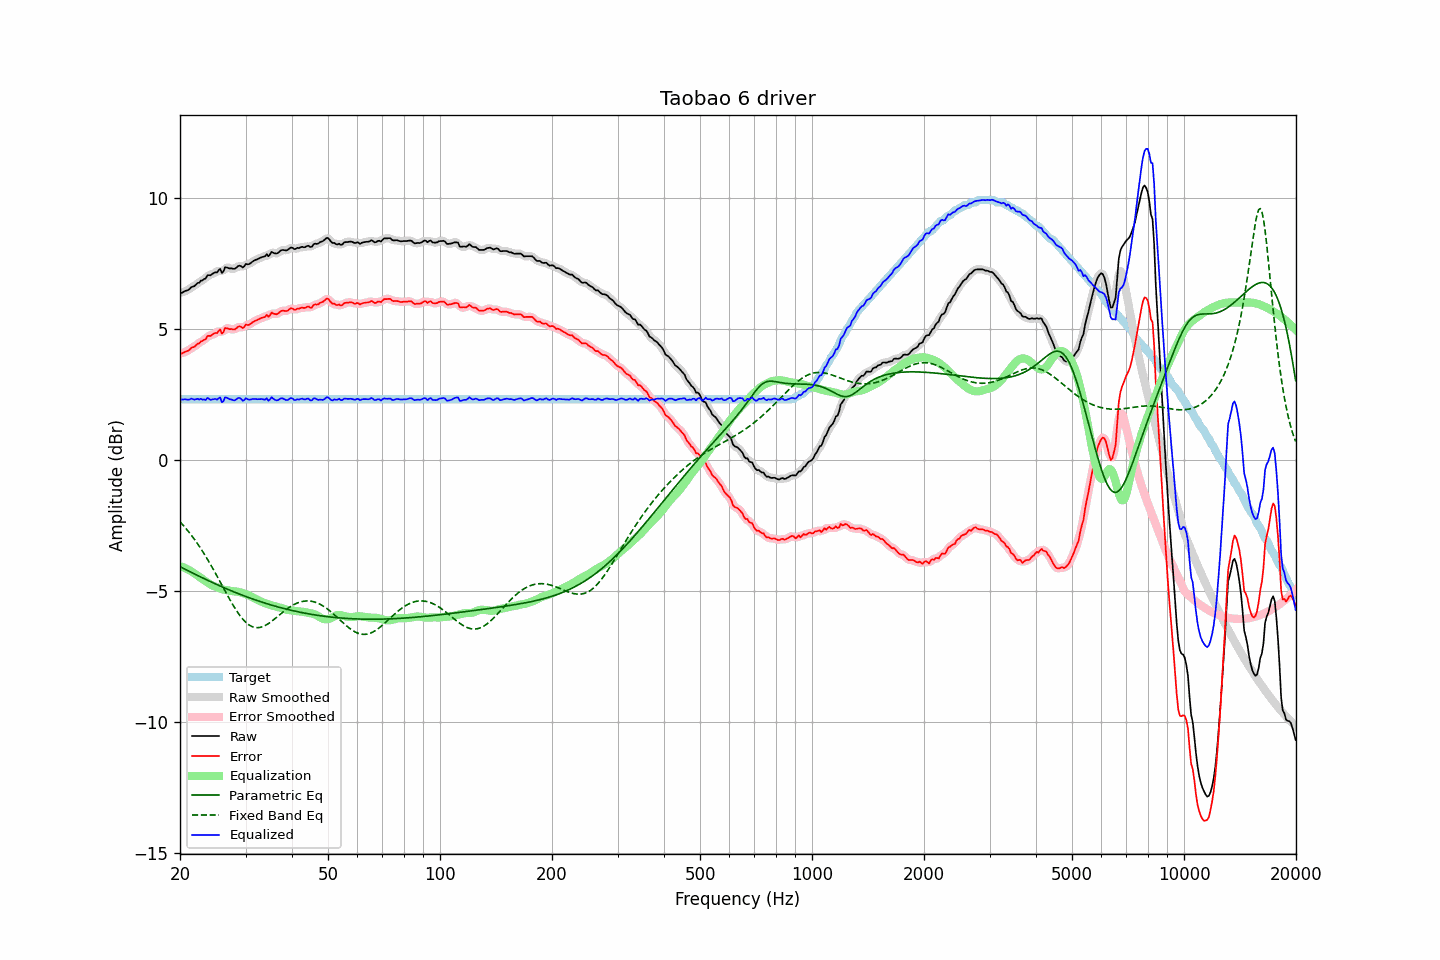 Taobao 6 driver
Amplitude (dBr)
10
5
0
−5
−10
−15
Target
Raw Smoothed
Error Smoothed
Raw
Error
Equalization
Parametric Eq
Fixed Band Eq
Equalized
20
50
100
200
500
1000
2000
5000
10000
20000
Frequency (Hz)